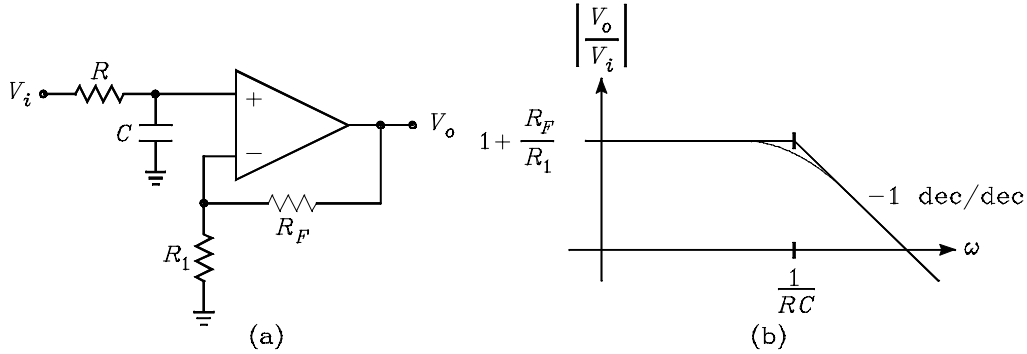 V_i
R
C
+
−
V_o
R_F
R_1
(a)
|V_o/V_i|
1 + R_F/R_1
−1 dec/dec
ω
1/RC
(b)